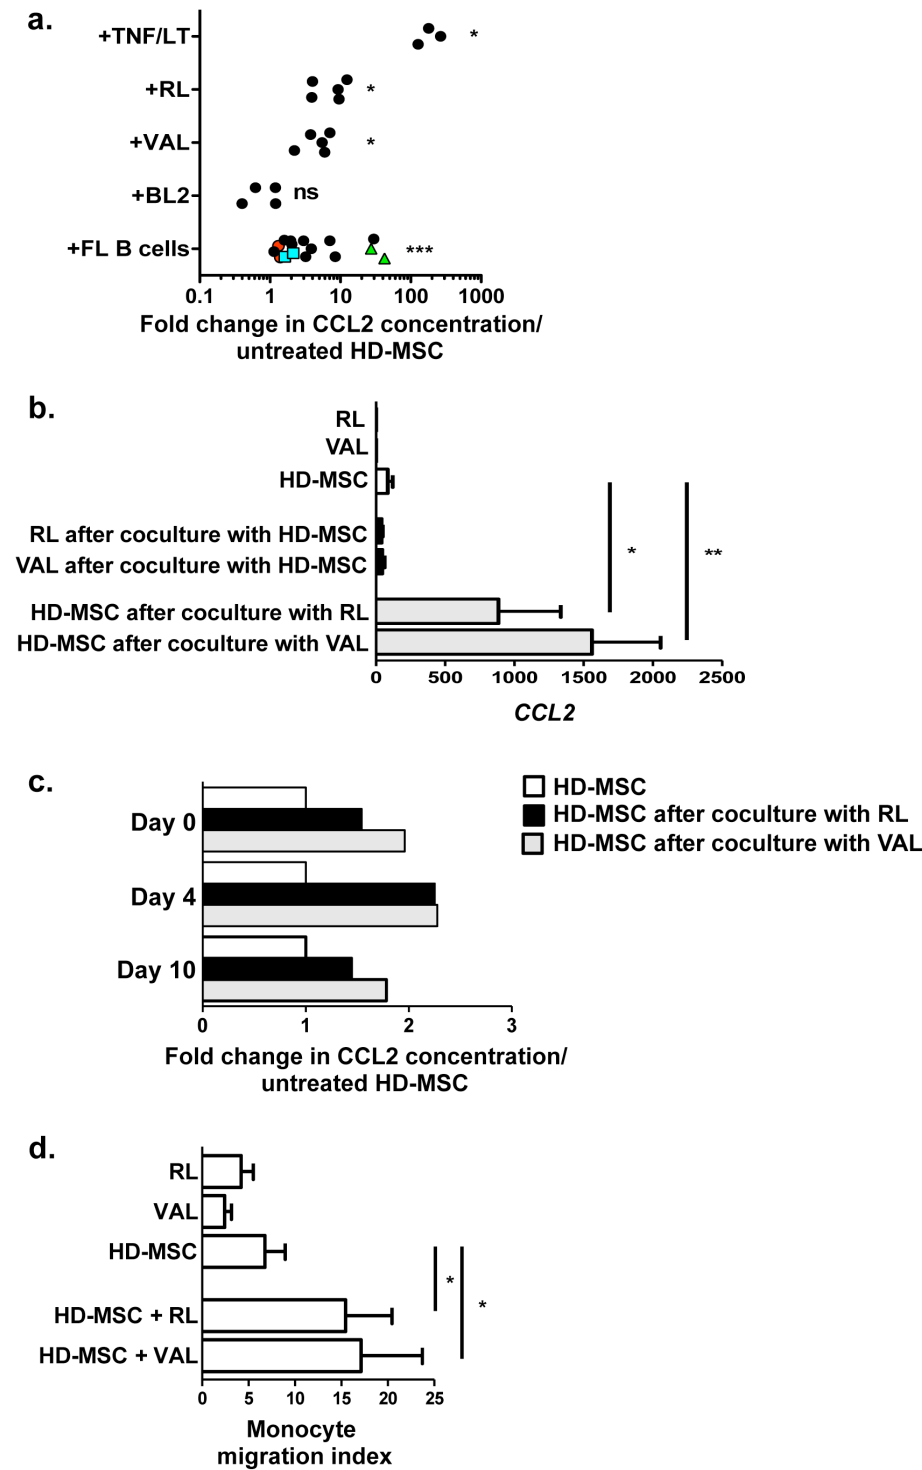 a.
+TNF/LT
*
+RL
*
+VAL
*
+BL2
ns
+FL B cells
***
0.1 1 10 100 1000
Fold change in CCL2 concentration/
untreated HD-MSC
b.
RL
VAL
HD-MSC
RL after coculture with HD-MSC
VAL after coculture with HD-MSC
* **
HD-MSC after coculture with RL
HD-MSC after coculture with VAL
0 500 1000 1500 2000 2500
CCL2
c.
HD-MSC
HD-MSC after coculture with RL
HD-MSC after coculture with VAL
Day 0
Day 4
Day 10
0 1 2 3
Fold change in CCL2 concentration/
untreated HD-MSC
d.
RL
VAL
HD-MSC
*
*
HD-MSC + RL
HD-MSC + VAL
0 5 10 15 20 25
Monocyte
migration index